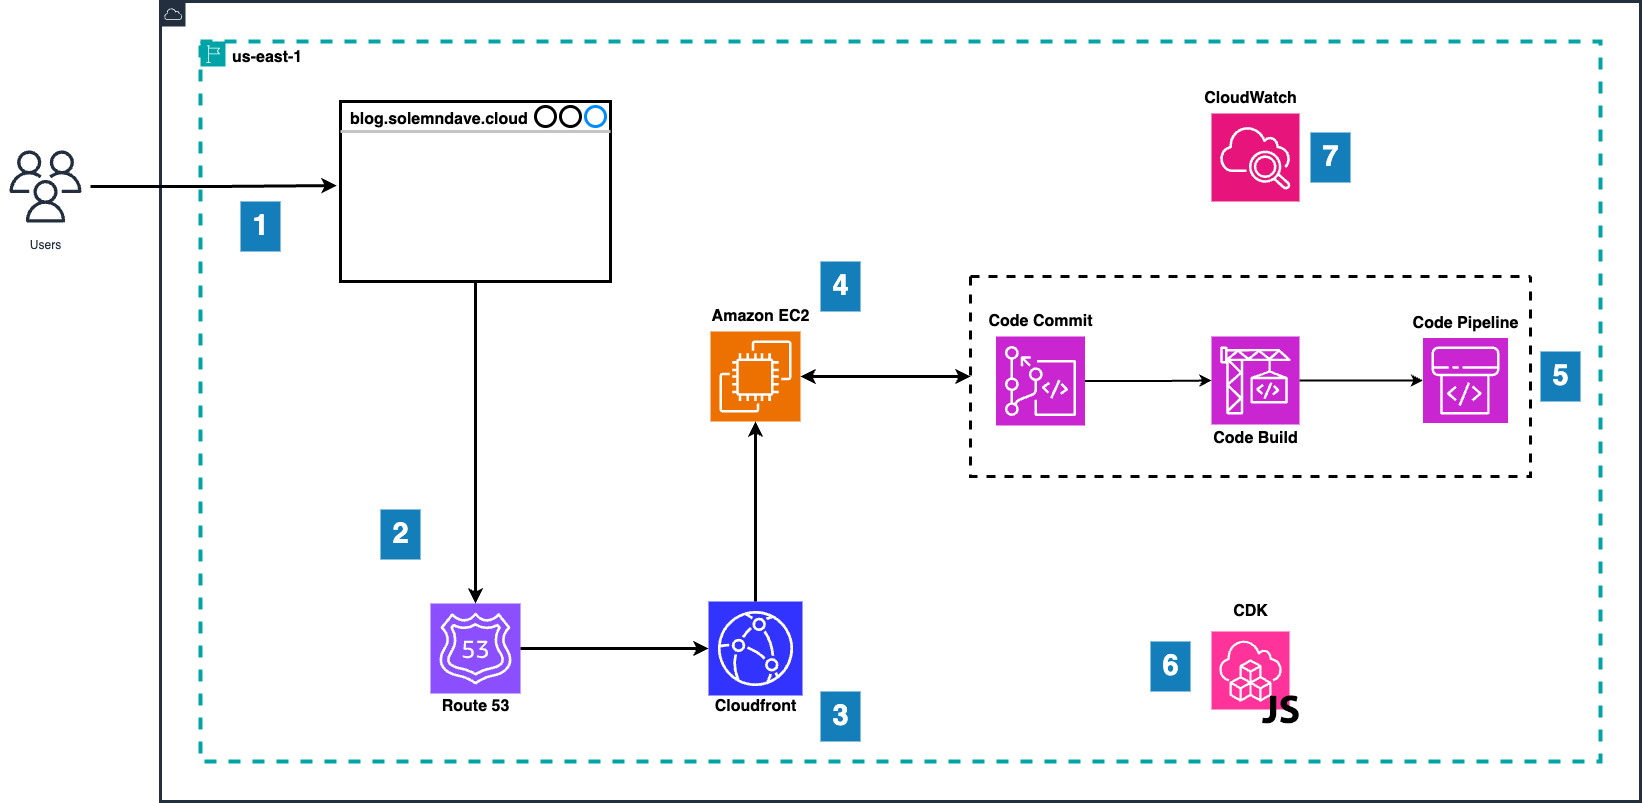 us-east-1
CloudWatch
blog.solemndave.cloud
7
1
Users
4
Amazon EC2
Code Commit
Code Pipeline
5
</>
</>
</>
Code Build
2
CDK
53
6
Route 53
Cloudfront
3
JS